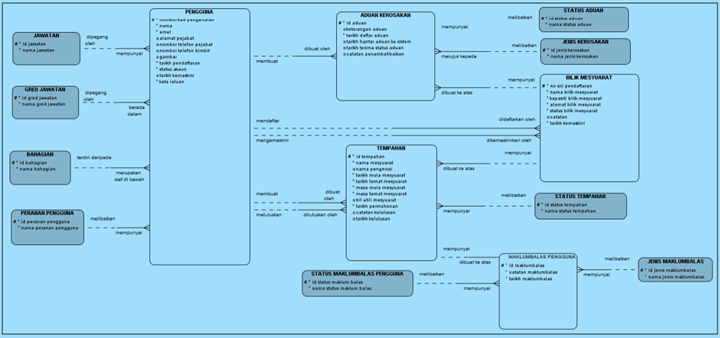 PENGGUNA
# * nombor kad pengenalan
* nama
* emel
o alamat pejabat
o nombor telefon pejabat
o nombor telefon bimbit
o gambar
* tarikh pendaftaran
* status akaun
o tarikh kemaskini
* kata laluan
JAWATAN
# * id jawatan
* nama jawatan
dipegang
oleh
mempunyai
GRED JAWATAN
# * id gred jawatan
* nama gred jawatan
dipegang
oleh
berada
dalam
BAHAGIAN
# * id bahagian
* nama bahagian
terdiri daripada
merupakan
staf di bawah
PERANAN PENGGUNA
# * id peranan pengguna
* nama peranan pengguna
melibatkan
mempunyai
ADUAN KEROSAKAN
# * id aduan
o keterangan aduan
* tarikh daftar aduan
o tarikh hantar aduan ke sistem
o tarikh terima status aduan
o catatan penambahbaikan
dibuat oleh
membuat
STATUS ADUAN
# * id status aduan
* nama status aduan
melibatkan
mempunyai
JENIS KEROSAKAN
# * id jenis kerosakan
* nama jenis kerosakan
melibatkan
merujuk kepada
BILIK MESYUARAT
# * no siri pendaftaran
* nama bilik mesyuarat
* kapasiti bilik mesyuarat
* alamat bilik mesyuarat
* status bilik mesyuarat
o catatan
* tarikh kemaskini
mempunyai
dibuat ke atas
mendaftar
didaftarkan oleh
mengemaskini
dikemaskinikan oleh
TEMPAHAN
# * id tempahan
* nama mesyuarat
o nama pengerusi
* tarikh mula mesyuarat
* tarikh tamat mesyuarat
* masa mula mesyuarat
* masa tamat mesyuarat
o bil ahli mesyuarat
* tarikh permohonan
o catatan kelulusan
o tarikh kelulusan
mempunyai
dibuat ke atas
membuat
dibuat
oleh
meluluskan
diluluskan oleh
STATUS TEMPAHAN
# * id status tempahan
* nama status tempahan
melibatkan
mempunyai
mempunyai
dibuat ke atas
MAKLUMBALAS PENGGUNA
# * id maklumbalas
* catatan maklumbalas
* tarikh maklumbalas
STATUS MAKLUMBALAS PENGGUNA
# * id status maklum balas
* nama status maklum balas
melibatkan
mempunyai
JENIS MAKLUMBALAS
# * id jenis maklumbalas
* nama jenis maklumbalas
melibatkan
mempunyai